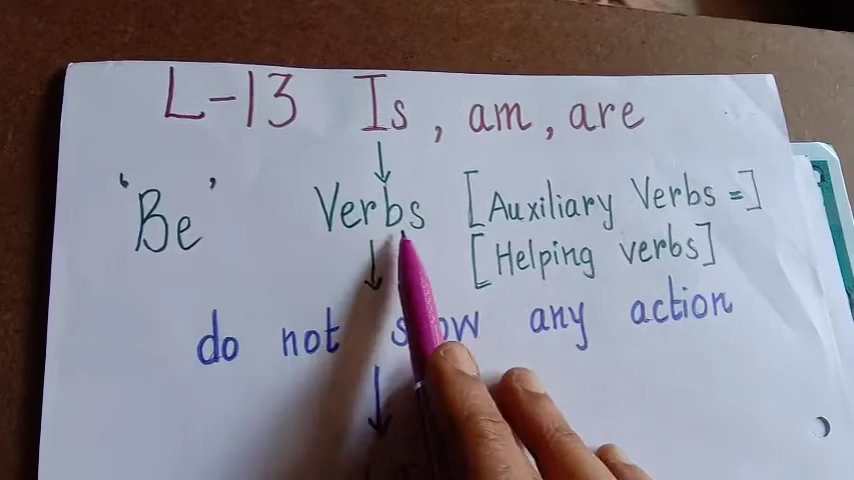 L-13 Is, am, are
'Be' Verbs [Auxiliary Verbs =]
[Helping verbs]
do not show any action